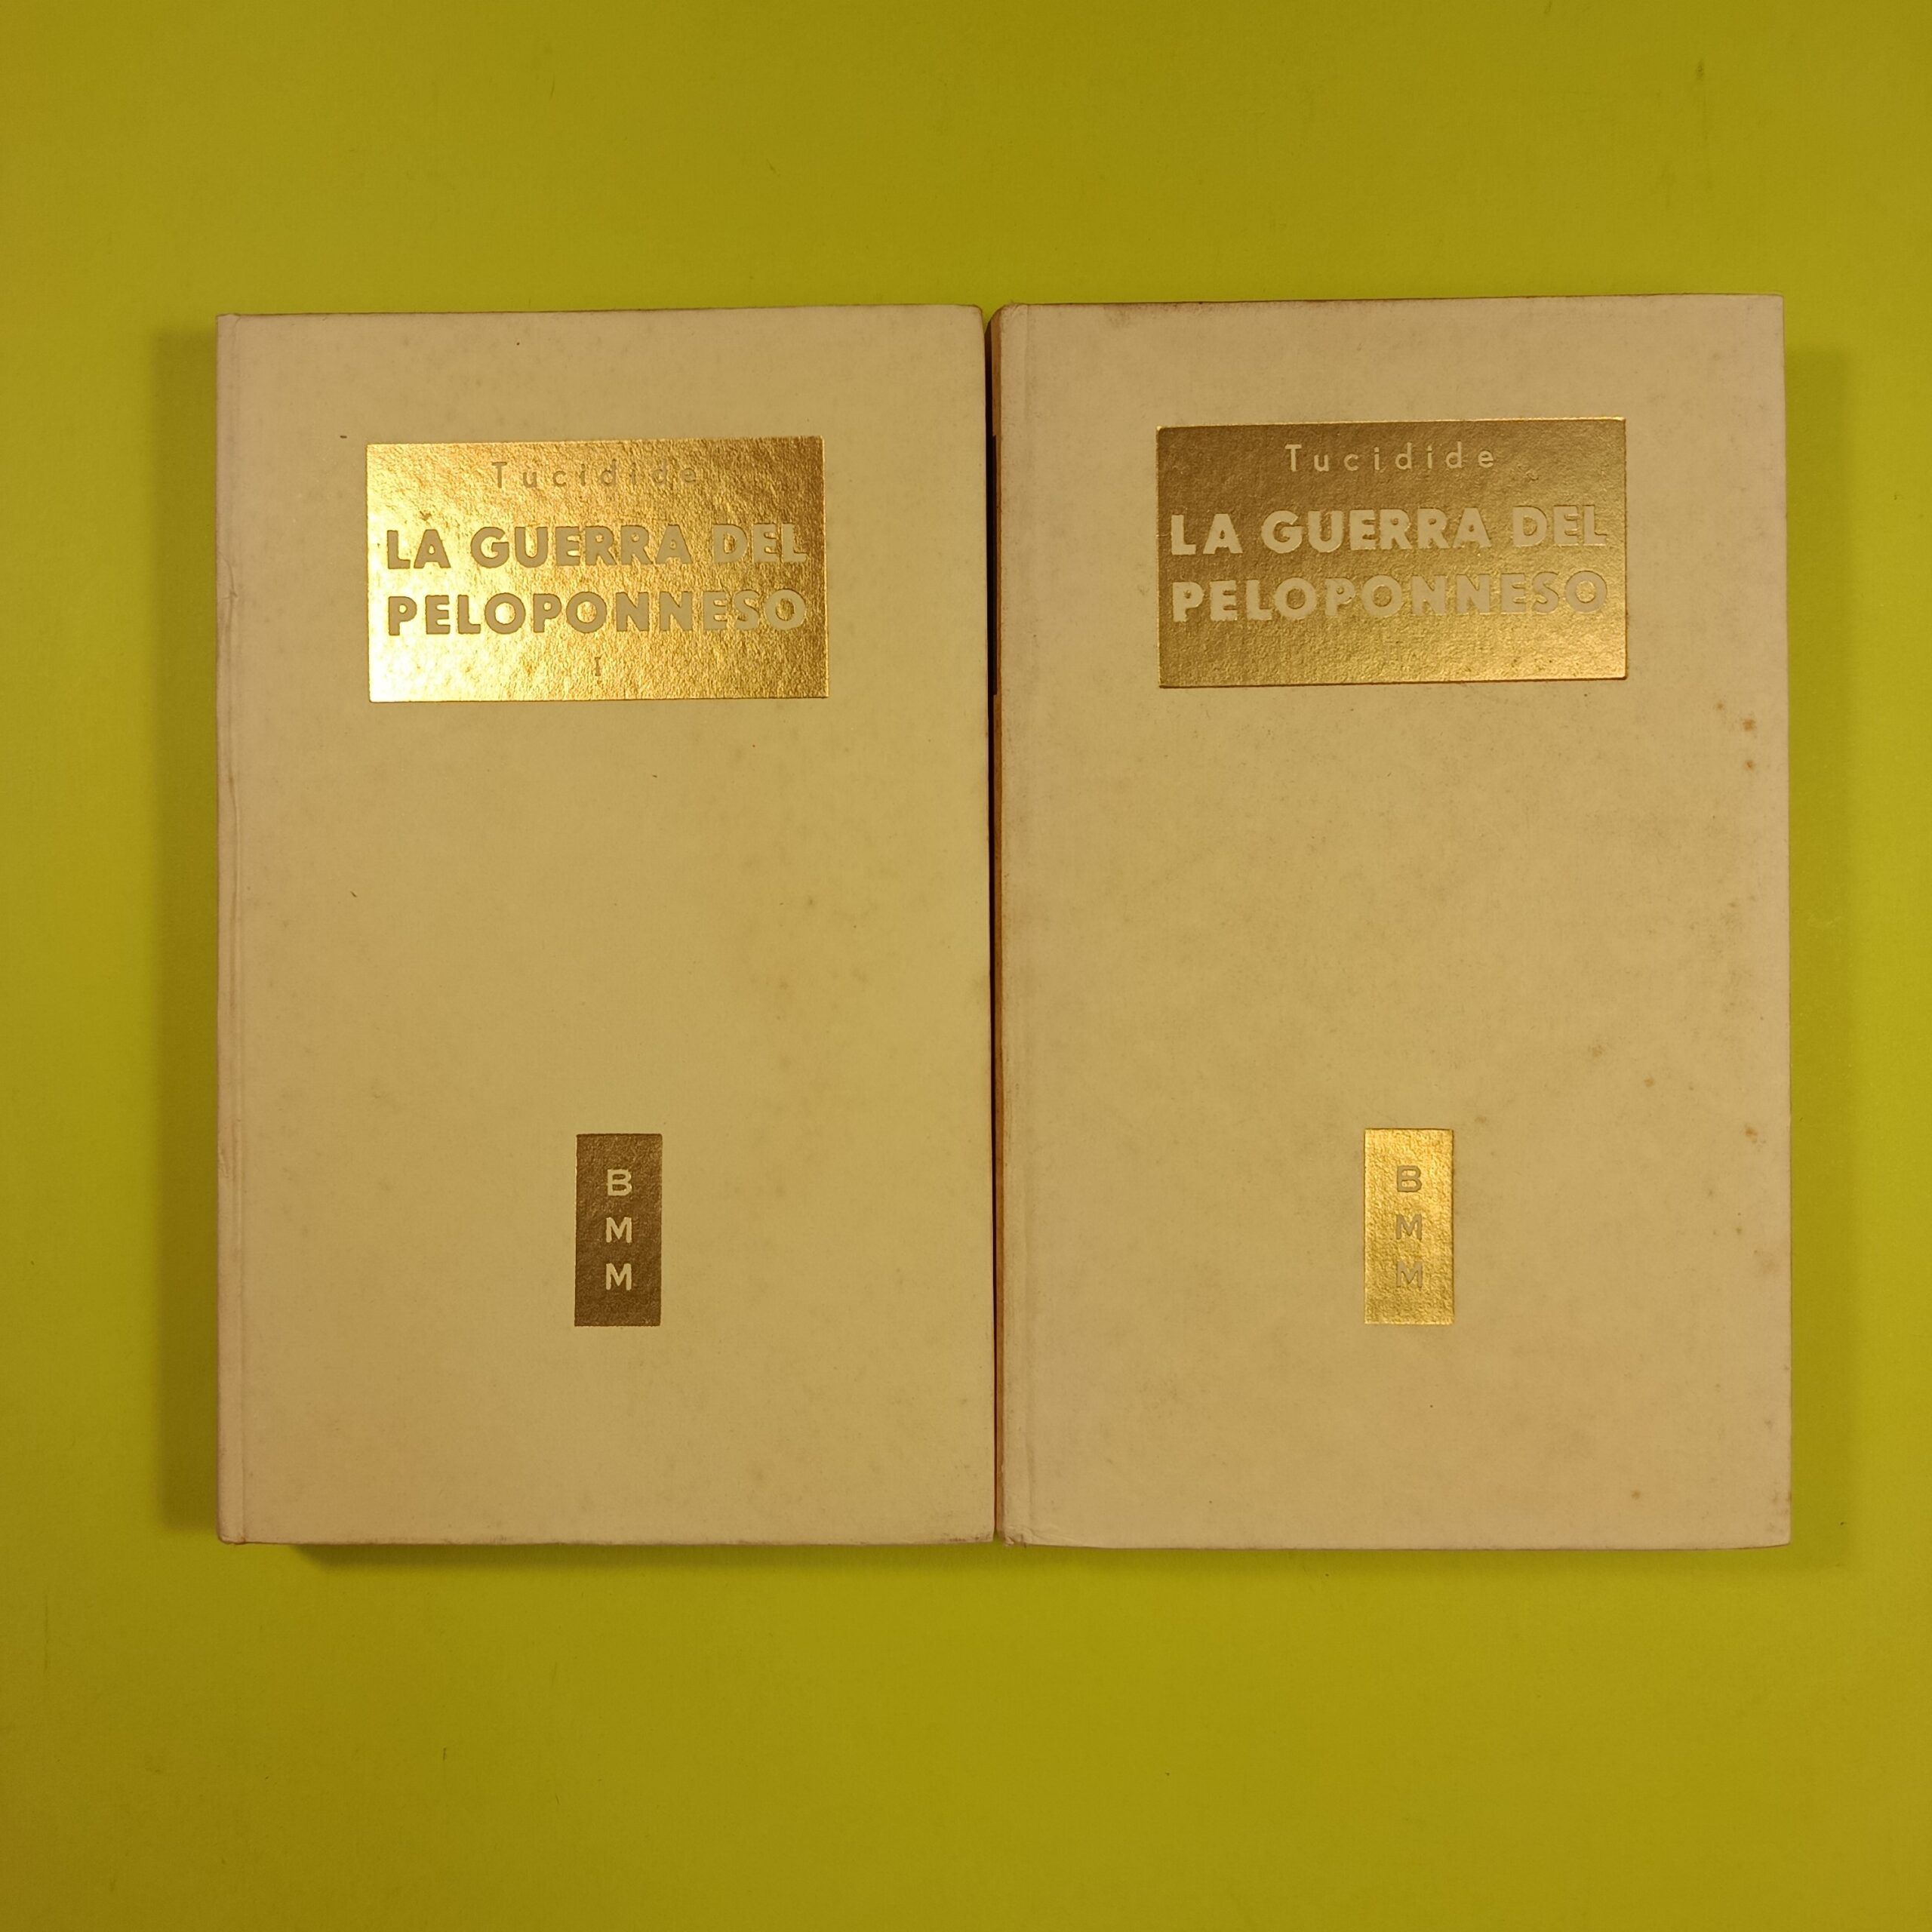 Tucidide
LA GUERRA DEL
PELOPONNESO
I
B
M
M
Tucidide
LA GUERRA DEL
PELOPONNESO
B
M
M